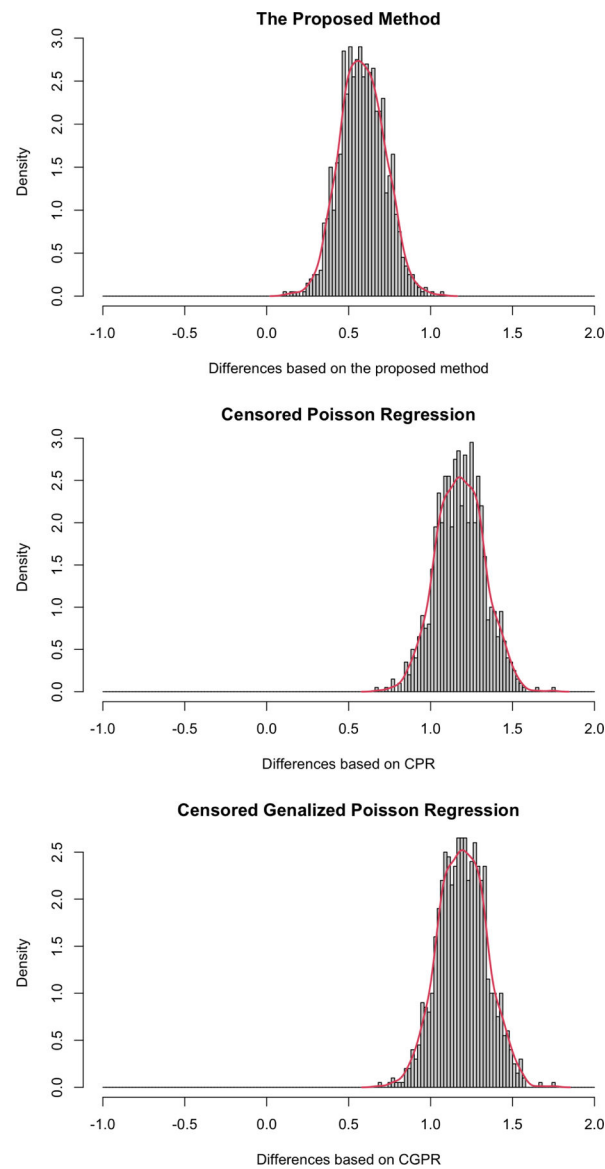 The Proposed Method
3.0
2.5
2.0
1.5
1.0
0.5
0.0
Density
-1.0 -0.5 0.0 0.5 1.0 1.5 2.0
Differences based on the proposed method
Censored Poisson Regression
3.0
2.5
2.0
1.5
1.0
0.5
0.0
Density
-1.0 -0.5 0.0 0.5 1.0 1.5 2.0
Differences based on CPR
Censored Genalized Poisson Regression
2.5
2.0
1.5
1.0
0.5
0.0
Density
-1.0 -0.5 0.0 0.5 1.0 1.5 2.0
Differences based on CGPR